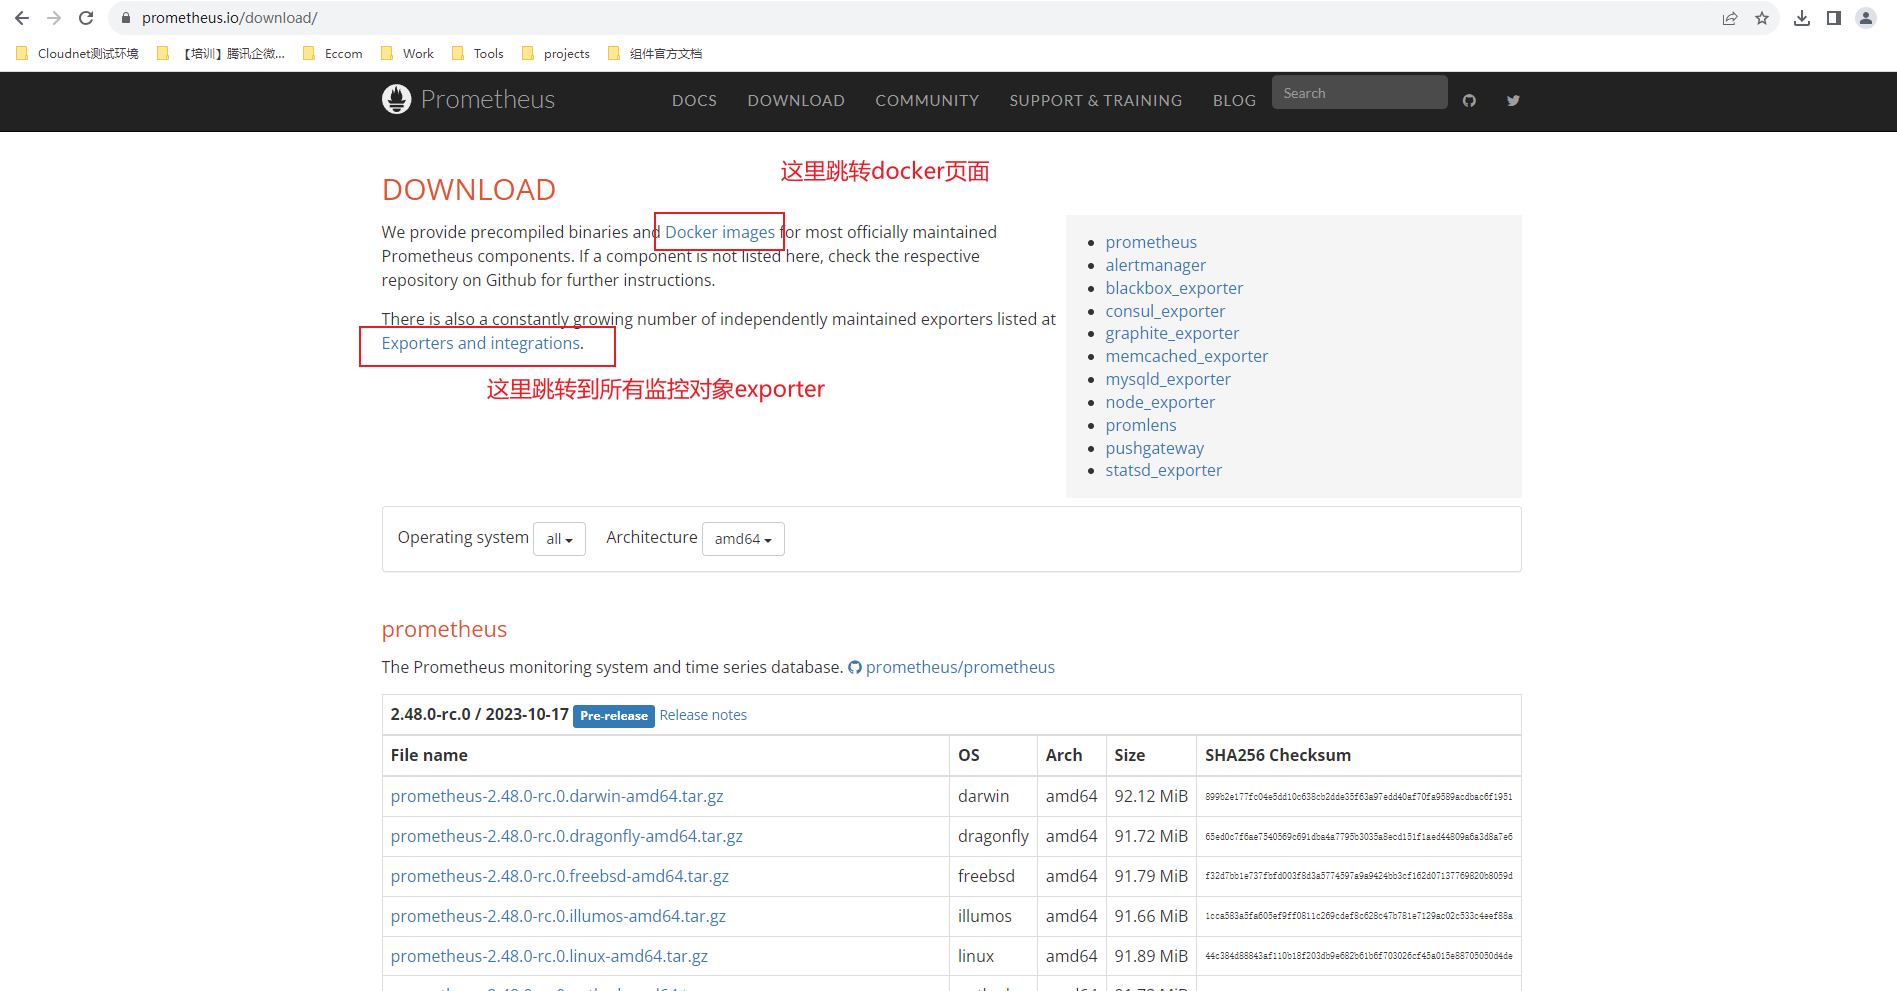 prometheus.io/download/
Cloudnet测试环境 【培训】腾讯企微... Eccom Work Tools projects 组件官方文档
Prometheus DOCS DOWNLOAD COMMUNITY SUPPORT & TRAINING BLOG Search
这里跳转docker页面
DOWNLOAD
We provide precompiled binaries and Docker images for most officially maintained
Prometheus components. If a component is not listed here, check the respective
repository on Github for further instructions.
There is also a constantly growing number of independently maintained exporters listed at
Exporters and integrations.
这里跳转到所有监控对象exporter
prometheus
alertmanager
blackbox_exporter
consul_exporter
graphite_exporter
memcached_exporter
mysqld_exporter
node_exporter
promlens
pushgateway
statsd_exporter
Operating system all Architecture amd64
prometheus
The Prometheus monitoring system and time series database. prometheus/prometheus
2.48.0-rc.0 / 2023-10-17 Pre-release Release notes
File name OS Arch Size SHA256 Checksum
prometheus-2.48.0-rc.0.darwin-amd64.tar.gz darwin amd64 92.12 MiB
prometheus-2.48.0-rc.0.dragonfly-amd64.tar.gz dragonfly amd64 91.72 MiB
prometheus-2.48.0-rc.0.freebsd-amd64.tar.gz freebsd amd64 91.79 MiB
prometheus-2.48.0-rc.0.illumos-amd64.tar.gz illumos amd64 91.66 MiB
prometheus-2.48.0-rc.0.linux-amd64.tar.gz linux amd64 91.89 MiB